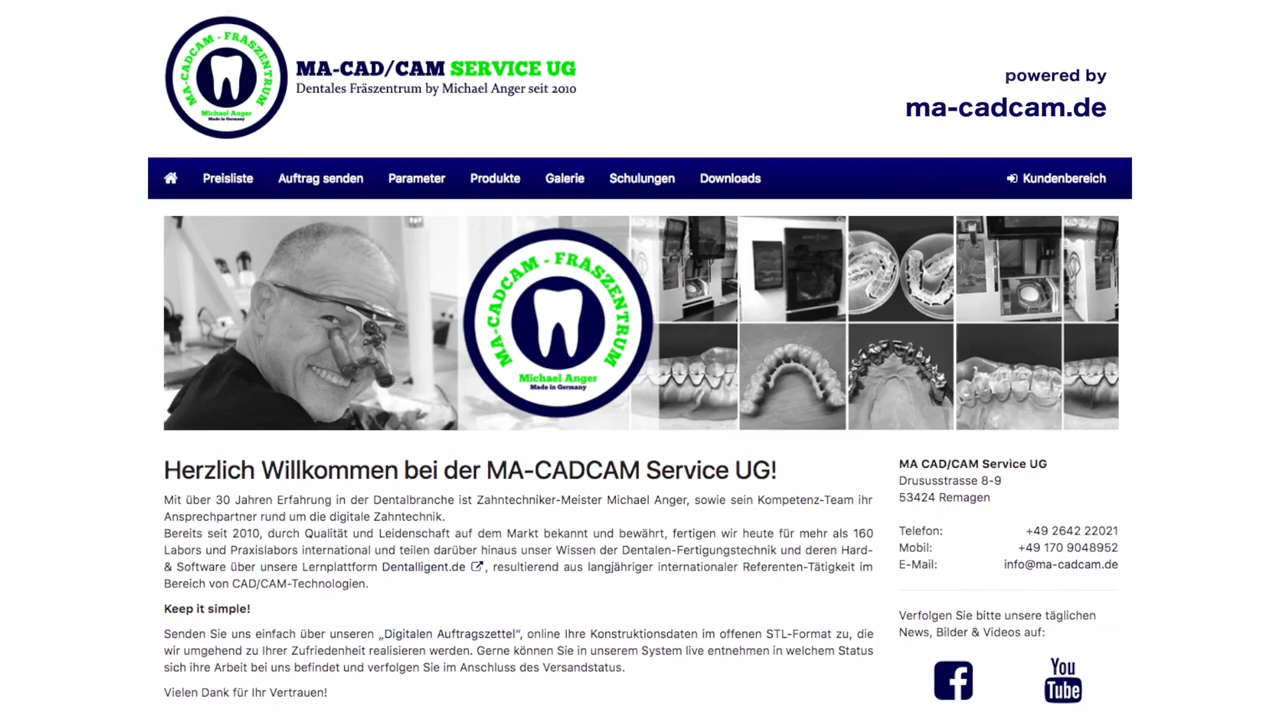 MA-CADCAM - FRÄSZENTRUM
Michael Anger
Made in Germany
MA-CAD/CAM SERVICE UG
Dentales Fräszentrum by Michael Anger seit 2010
powered by
ma-cadcam.de
Preisliste Auftrag senden Parameter Produkte Galerie Schulungen Downloads Kundenbereich
MA-CADCAM - FRÄSZENTRUM
Michael Anger
Made in Germany
Herzlich Willkommen bei der MA-CADCAM Service UG!
Mit über 30 Jahren Erfahrung in der Dentalbranche ist Zahntechniker-Meister Michael Anger, sowie sein Kompetenz-Team ihr
Ansprechpartner rund um die digitale Zahntechnik.
Bereits seit 2010, durch Qualität und Leidenschaft auf dem Markt bekannt und bewährt, fertigen wir heute für mehr als 160
Labors und Praxislabors international und teilen darüber hinaus unser Wissen der Dentalen-Fertigungstechnik und deren Hard-
& Software über unsere Lernplattform Dentalligent.de , resultierend aus langjähriger internationaler Referenten-Tätigkeit im
Bereich von CAD/CAM-Technologien.
Keep it simple!
Senden Sie uns einfach über unseren „Digitalen Auftragszettel“, online Ihre Konstruktionsdaten im offenen STL-Format zu, die
wir umgehend zu Ihrer Zufriedenheit realisieren werden. Gerne können Sie in unserem System live entnehmen in welchem Status
sich ihre Arbeit bei uns befindet und verfolgen Sie im Anschluss des Versandstatus.
Vielen Dank für Ihr Vertrauen!
MA CAD/CAM Service UG
Drususstrasse 8-9
53424 Remagen
Telefon: +49 2642 22021
Mobil: +49 170 9048952
E-Mail: info@ma-cadcam.de
Verfolgen Sie bitte unsere täglichen
News, Bilder & Videos auf:
You
Tube